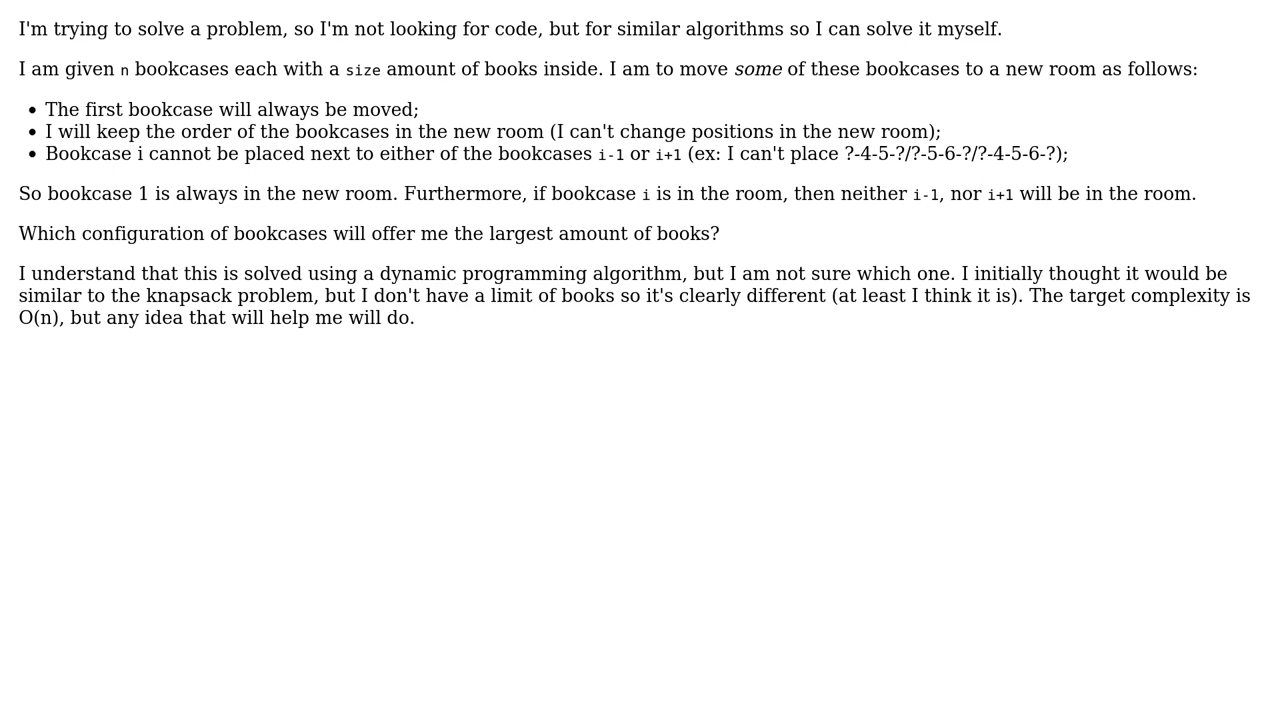 I'm trying to solve a problem, so I'm not looking for code, but for similar algorithms so I can solve it myself.
I am given n bookcases each with a size amount of books inside. I am to move some of these bookcases to a new room as follows:
• The first bookcase will always be moved;
• I will keep the order of the bookcases in the new room (I can't change positions in the new room);
• Bookcase i cannot be placed next to either of the bookcases i-1 or i+1 (ex: I can't place ?-4-5-?/?-5-6-?/?-4-5-6-?);
So bookcase 1 is always in the new room. Furthermore, if bookcase i is in the room, then neither i-1, nor i+1 will be in the room.
Which configuration of bookcases will offer me the largest amount of books?
I understand that this is solved using a dynamic programming algorithm, but I am not sure which one. I initially thought it would be
similar to the knapsack problem, but I don't have a limit of books so it's clearly different (at least I think it is). The target complexity is
O(n), but any idea that will help me will do.